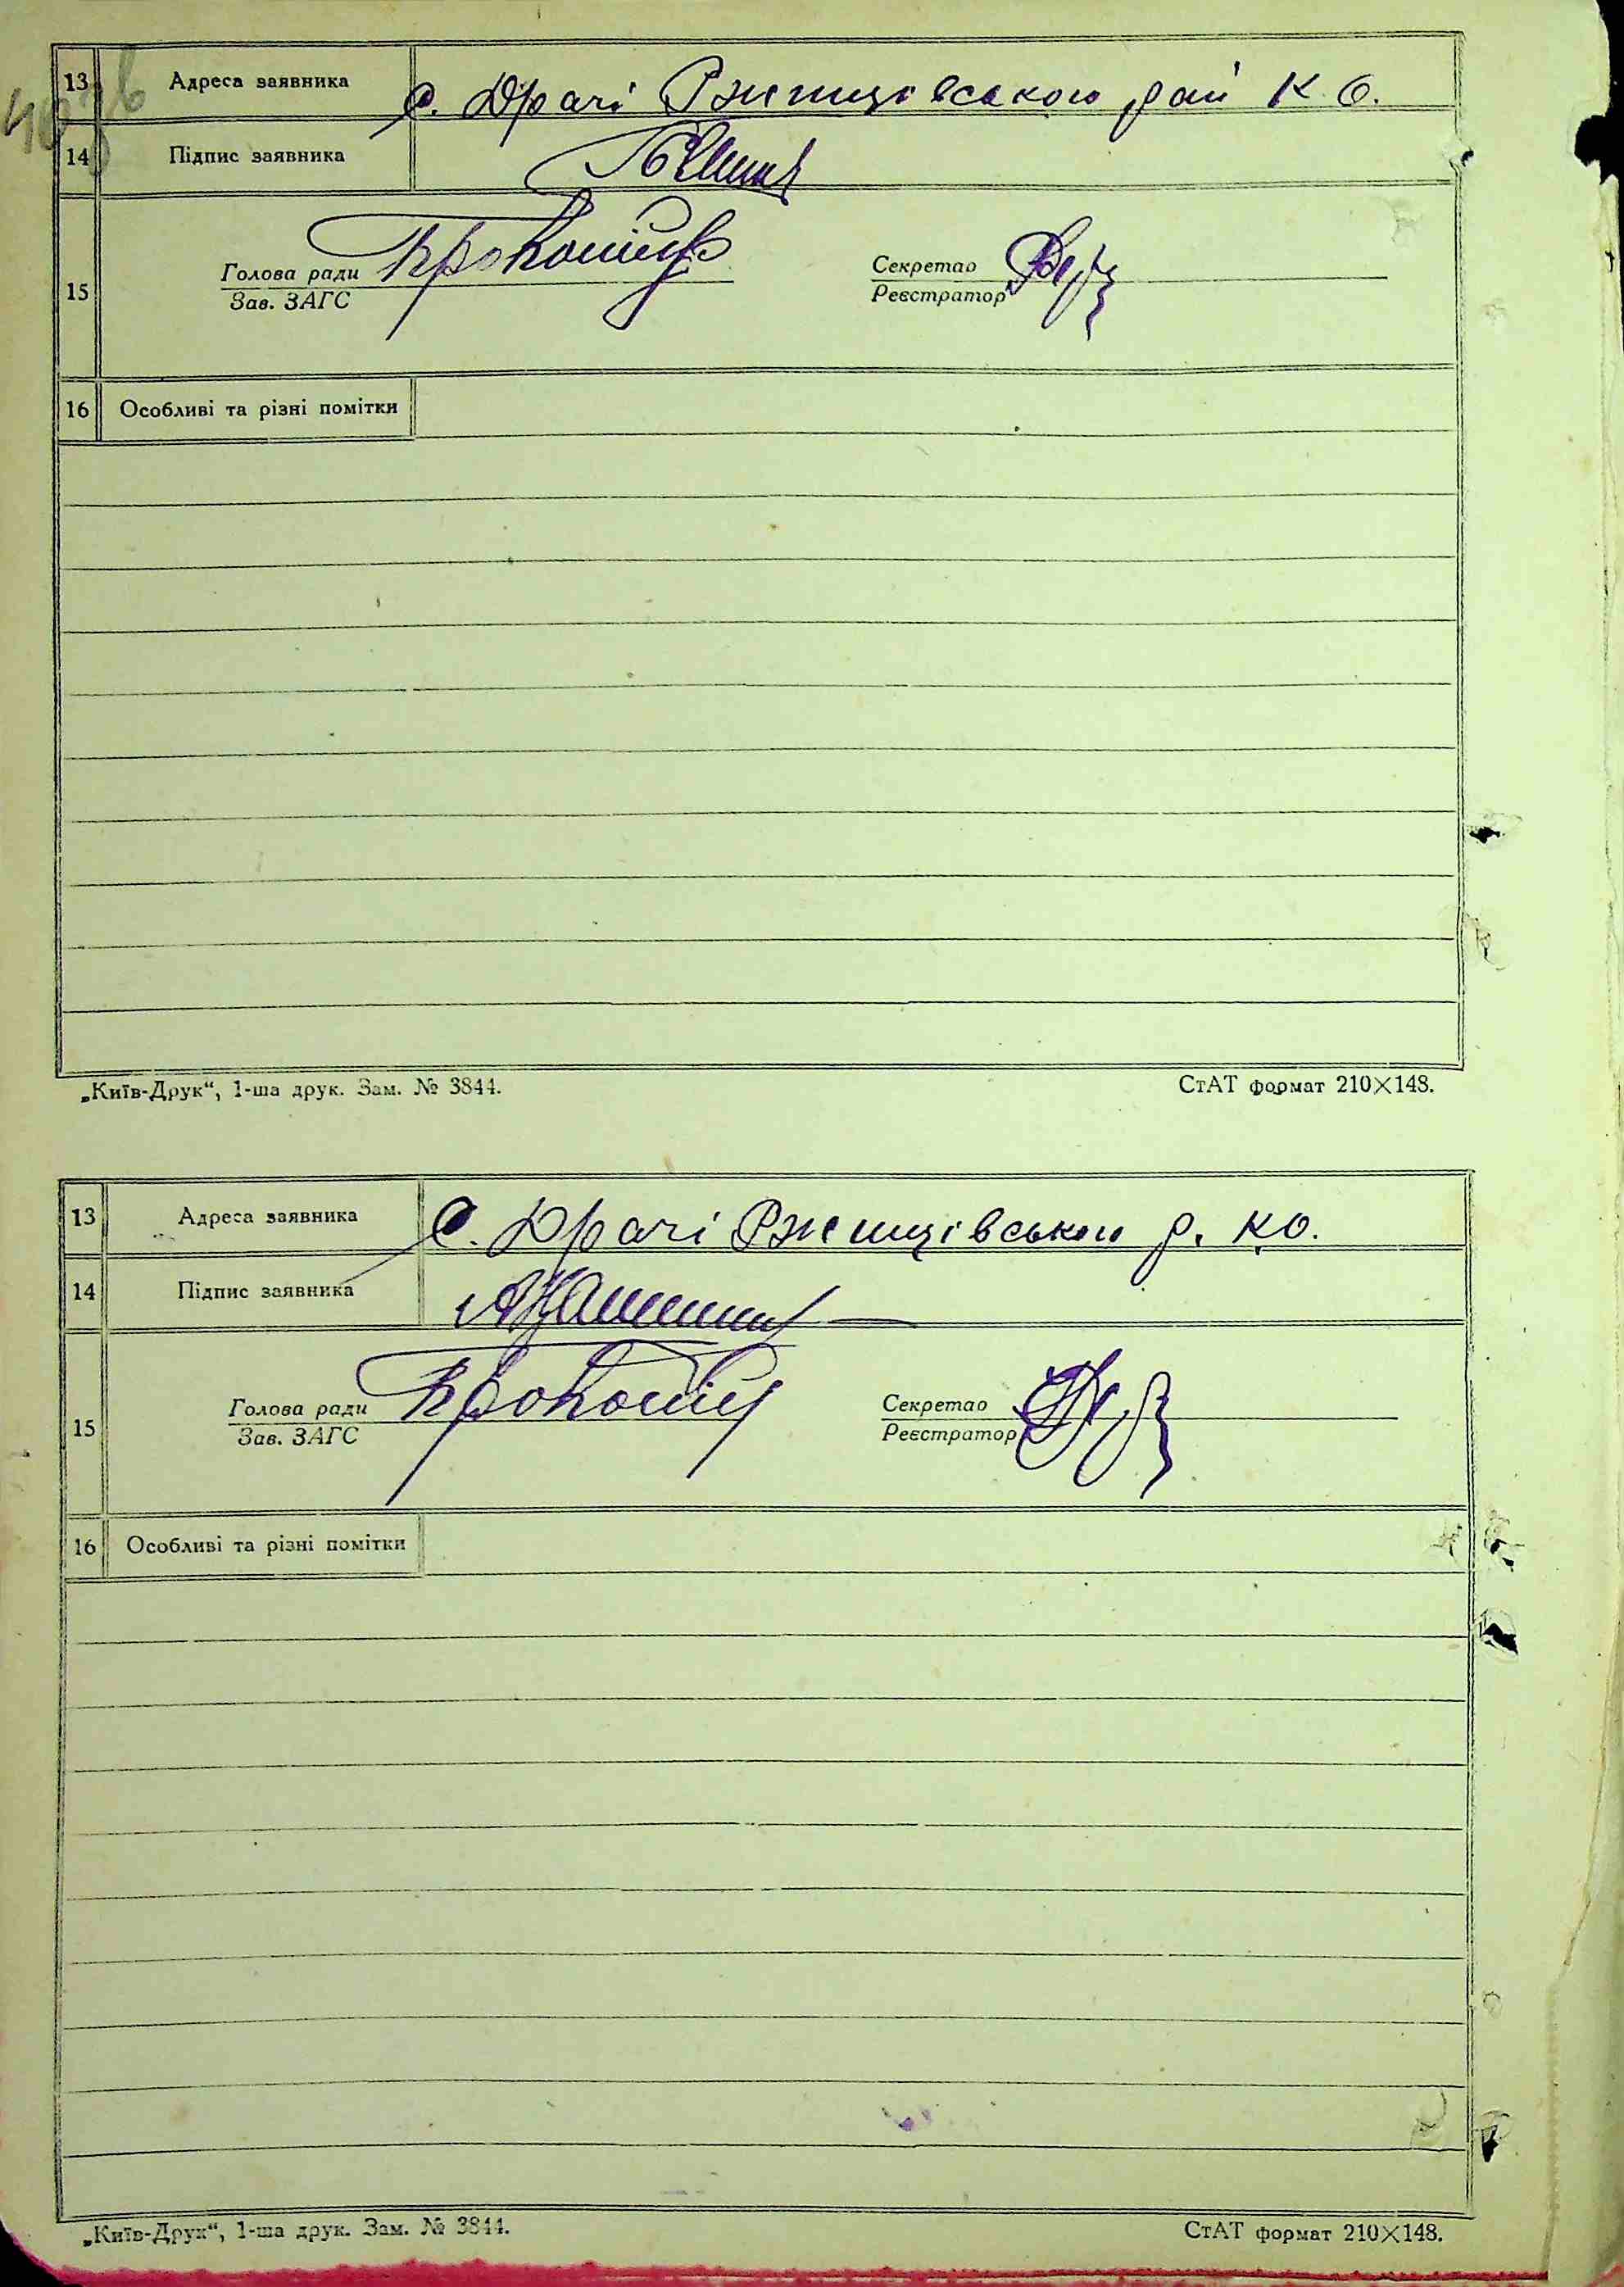 13 Адреса заявника с. Драчі Ржищівського рай К. О.
14 Підпис заявника
Голова ради Секретар
15
Зав. ЗАГС Реєстратор
16 Особливі та різні помітки
„Київ-Друк“, 1-ша друк. Зам. № 3844. СтАТ формат 210×148.
13 Адреса заявника С. Драчі Ржищівського р. К.О.
14 Підпис заявника
Голова ради Секретар
15
Зав. ЗАГС Реєстратор
16 Особливі та різні помітки
„Київ-Друк“, 1-ша друк. Зам. № 3844. СтАТ формат 210×148.